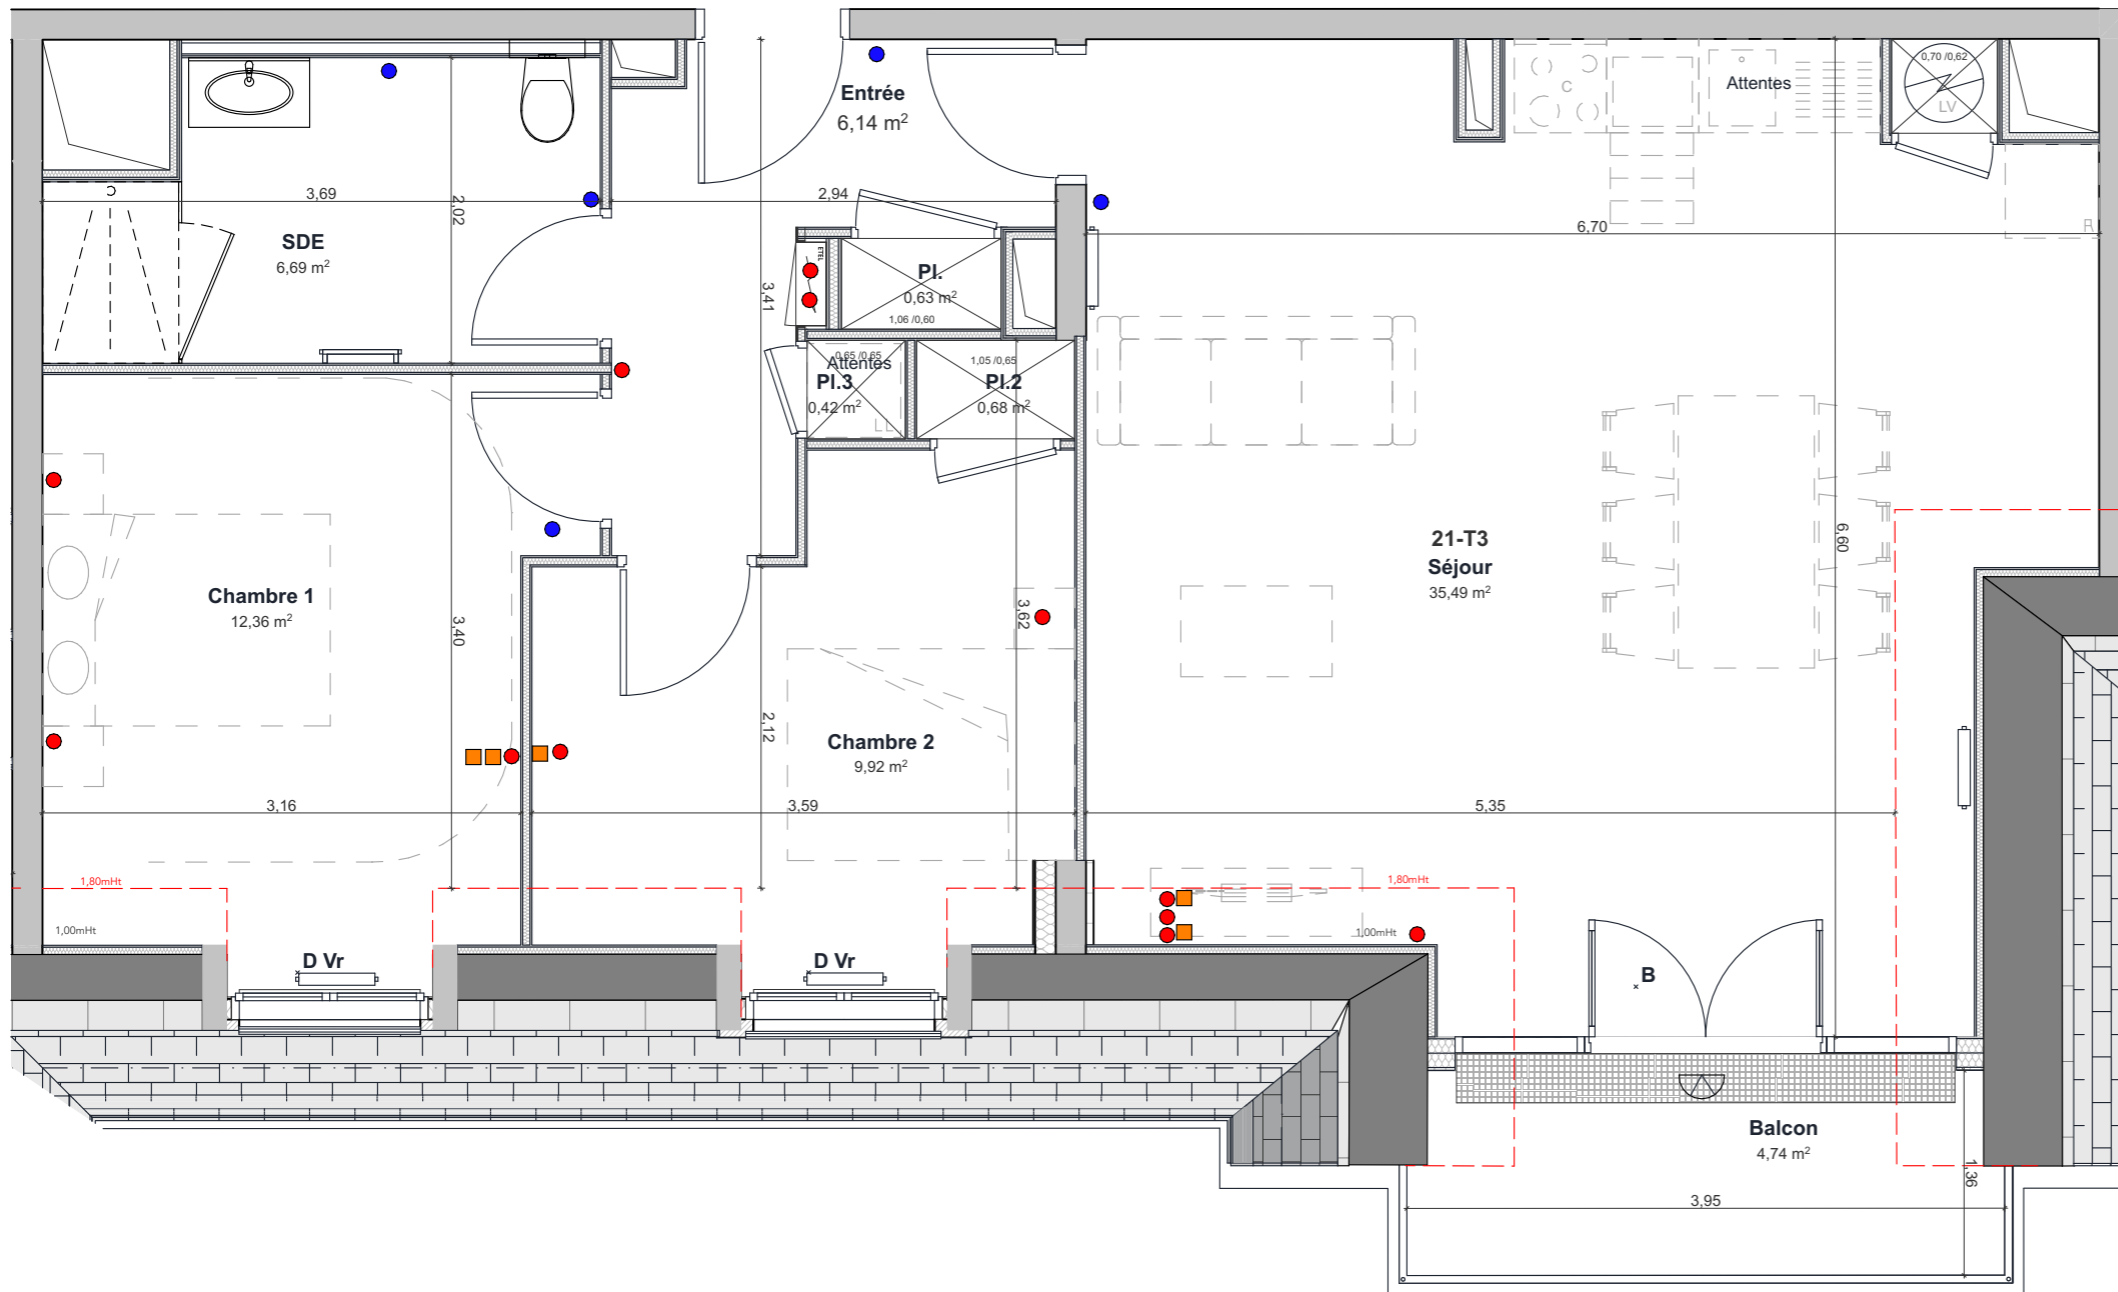 0,70 /0,62
Attentes
C
LV
Entrée
6,14 m²
3,69
2,02
2,94
6,70
R
SDE
6,69 m²
ETEL
Pl.
0,63 m²
1,06 /0,60
3,41
0,65 /0,65
Attentes
Pl.3
0,42 m²
LL
1,05 /0,65
Pl.2
0,68 m²
21-T3
Séjour
35,49 m²
6,60
Chambre 1
12,36 m²
3,40
3,62
2,12
Chambre 2
9,92 m²
3,16
3,59
5,35
1,80mHt
1,80mHt
1,00mHt
1,00mHt
D Vr
D Vr
B
Balcon
4,74 m²
1,36
3,95